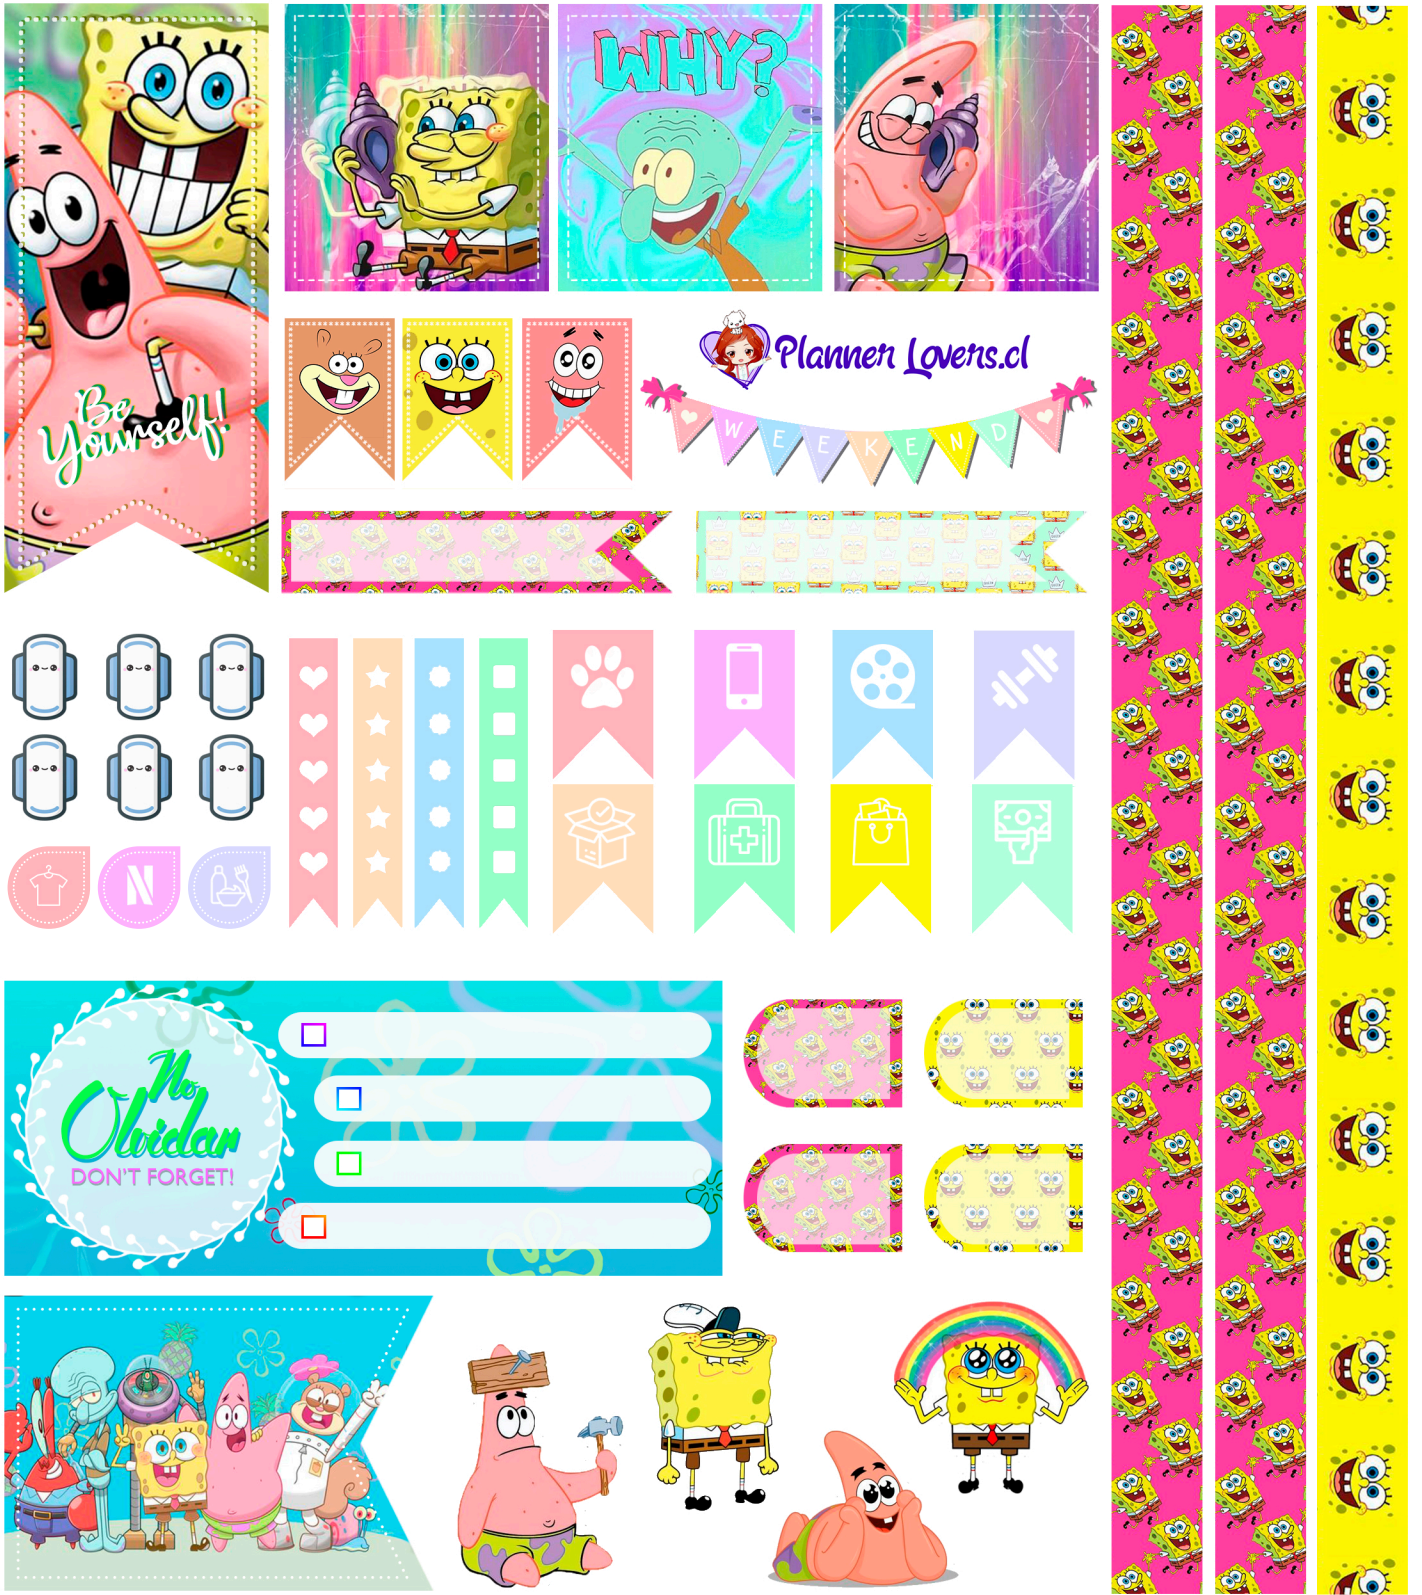 WHY?
Be
Yourself!
Planner Lovers.cl
WEEKEND
N
No
Olvidar
DON'T FORGET!